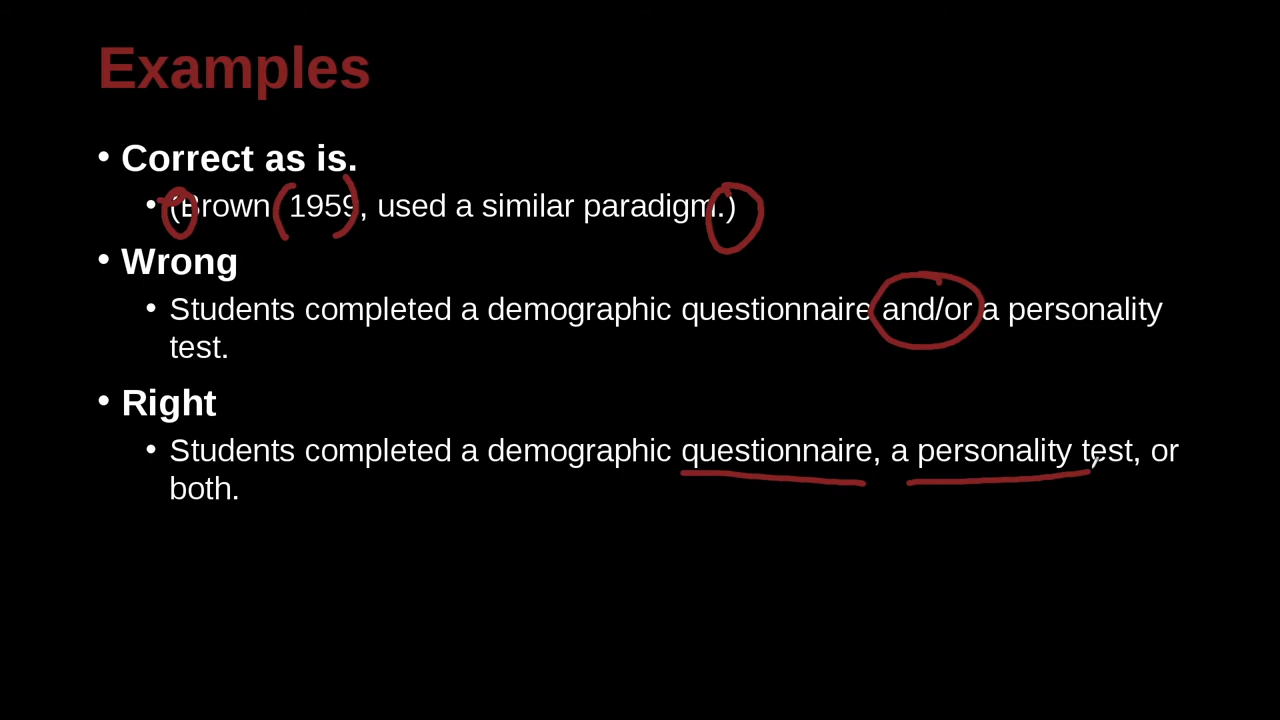 Examples
• Correct as is.
• (Brown, 1959, used a similar paradigm.)
• Wrong
• Students completed a demographic questionnaire and/or a personality
test.
• Right
• Students completed a demographic questionnaire, a personality test, or
both.